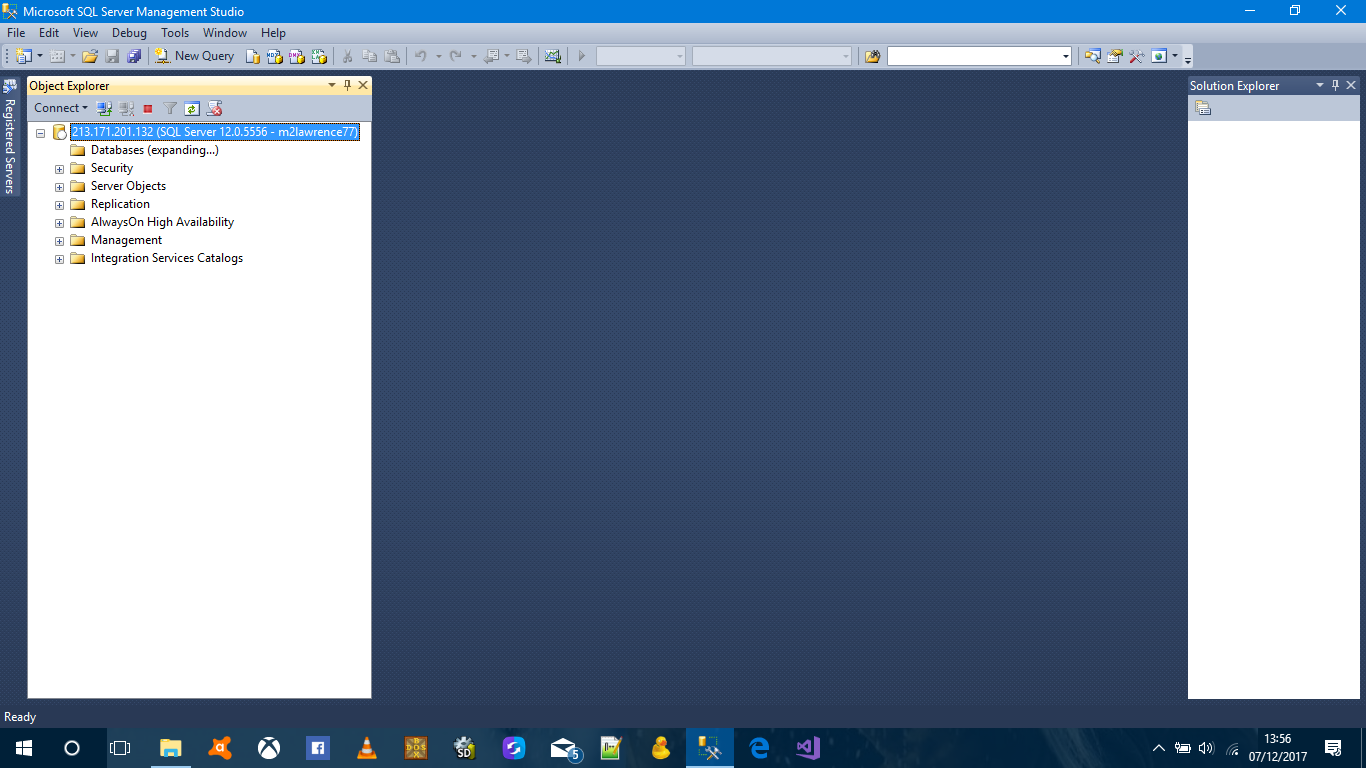 Microsoft SQL Server Management Studio
File Edit View Debug Tools Window Help
New Query
Registered Servers
Object Explorer
Connect
213.171.201.132 (SQL Server 12.0.5556 - m2lawrence77)
Databases (expanding...)
Security
Server Objects
Replication
AlwaysOn High Availability
Management
Integration Services Catalogs
Solution Explorer
Ready
5
13:56
07/12/2017